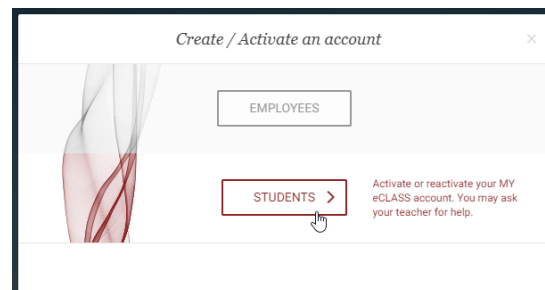 Create / Activate an account
EMPLOYEES
STUDENTS
Activate or reactivate your MY
eCLASS account. You may ask
your teacher for help.